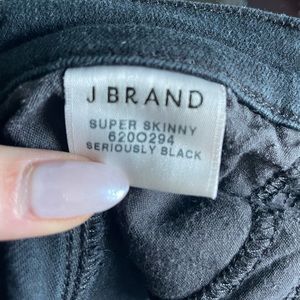 J BRAND
SUPER SKINNY
620O294
SERIOUSLY BLACK